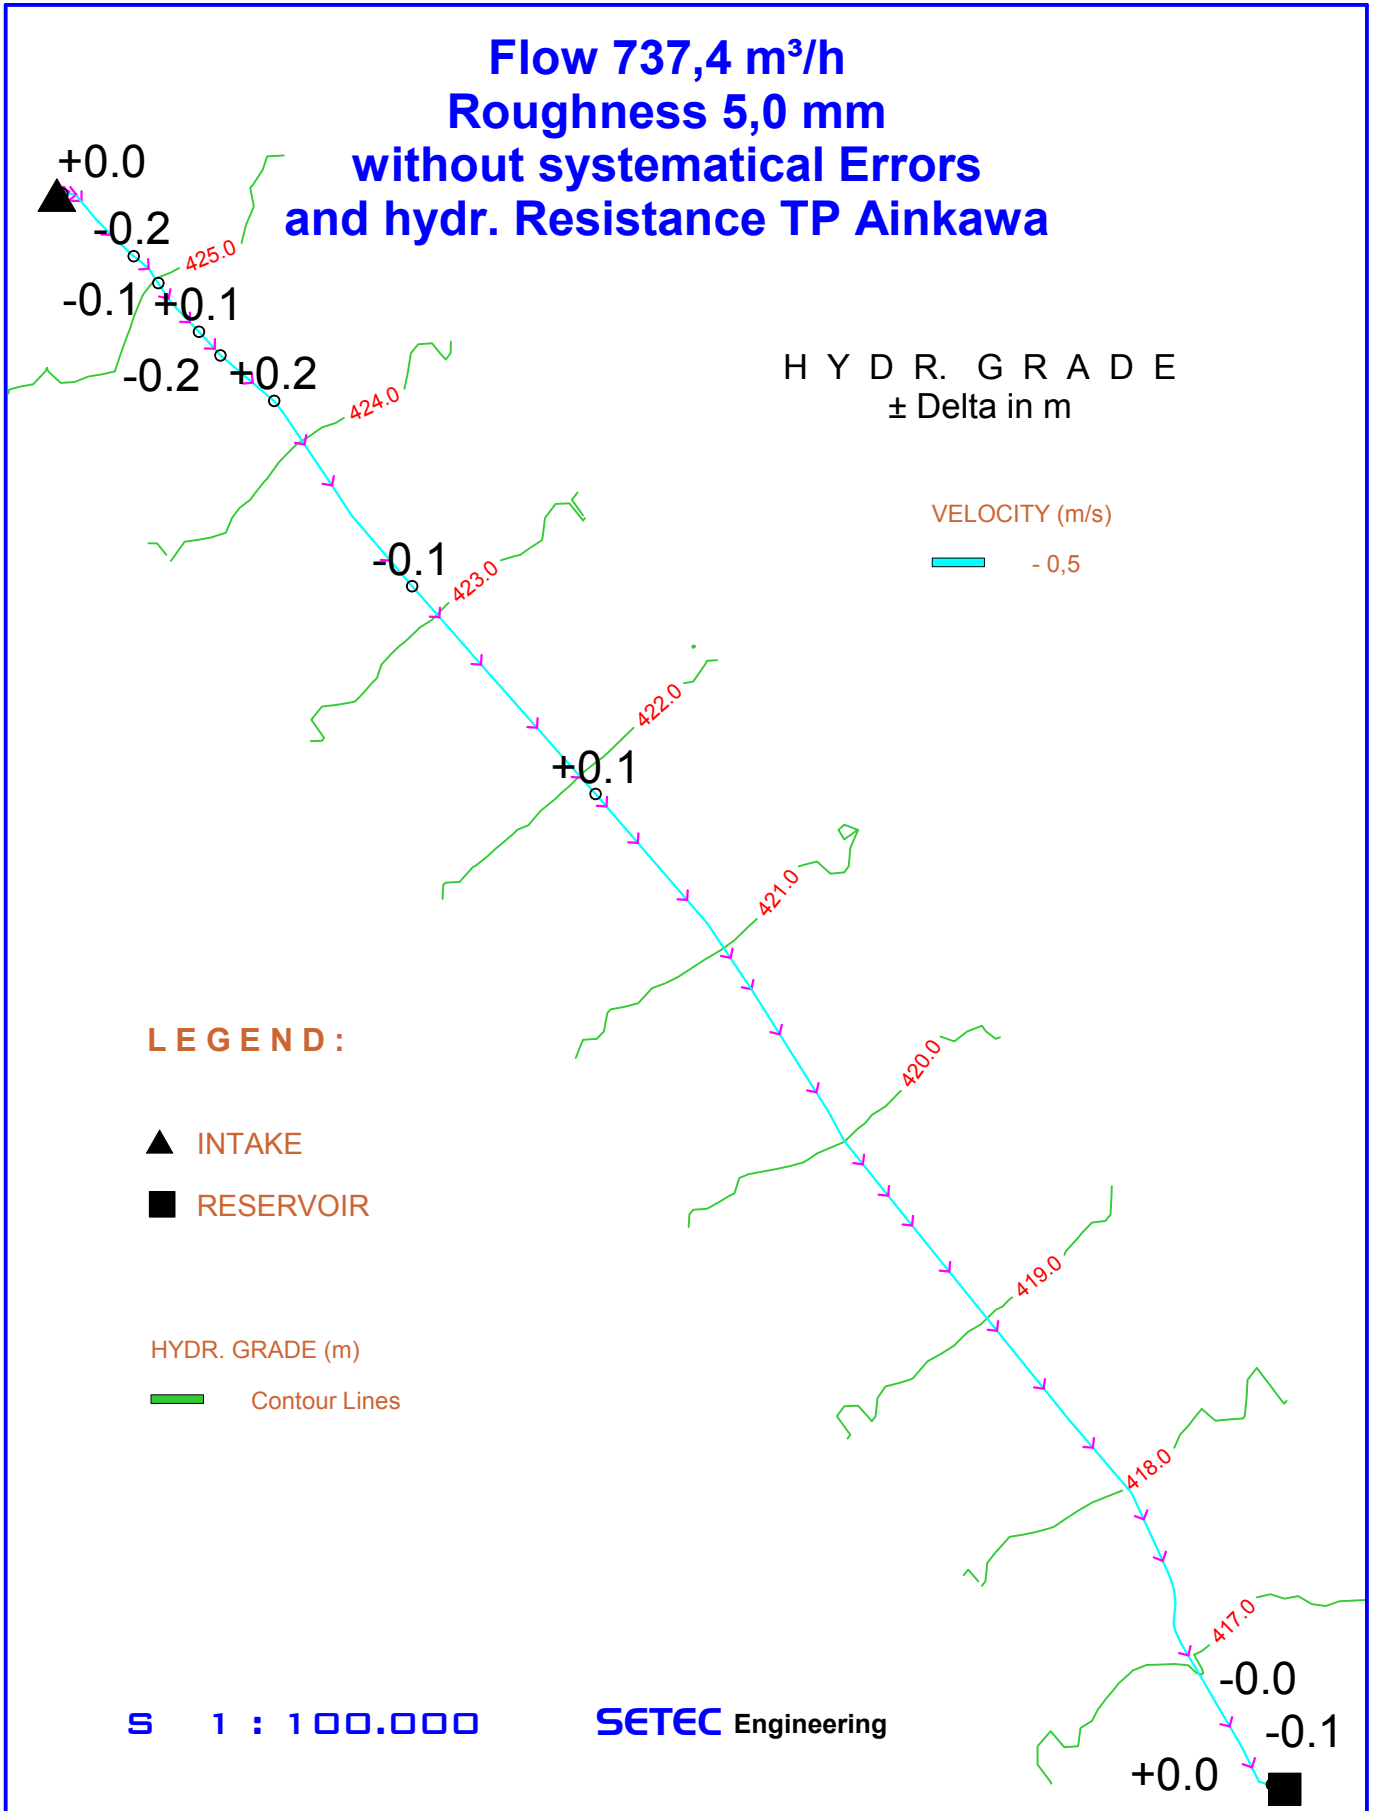 Flow 737,4 m³/h
Roughness 5,0 mm
without systematical Errors
and hydr. Resistance TP Ainkawa
+0.0
-0.2
425.0
-0.1
+0.1
-0.2
+0.2
424.0
H Y D R. G R A D E
± Delta in m
VELOCITY (m/s)
- 0,5
-0.1
423.0
422.0
+0.1
421.0
420.0
L E G E N D :
INTAKE
RESERVOIR
419.0
HYDR. GRADE (m)
Contour Lines
418.0
417.0
-0.0
-0.1
+0.0
S 1 : 100.000
SETEC Engineering